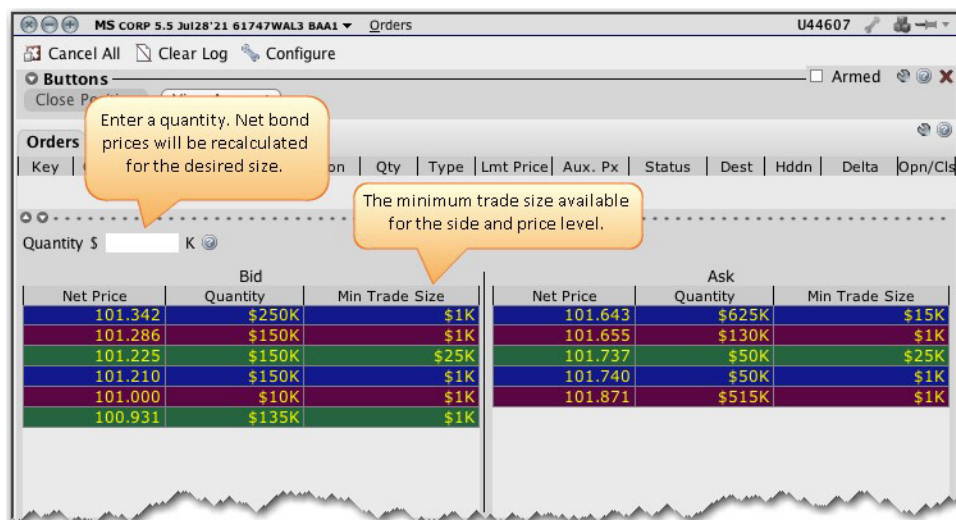 MS CORP 5.5 Jul28'21 61747WAL3 BAA1 Orders U44607
Cancel All Clear Log Configure
Buttons Armed
Close
Enter a quantity. Net bond
prices will be recalculated
for the desired size.
Orders
Key Qty Type Lmt Price Aux. Px Status Dest Hddn Delta Opn/Cls
The minimum trade size available
for the side and price level.
Quantity $ K
Bid Ask
Net Price Quantity Min Trade Size Net Price Quantity Min Trade Size
101.342 $250K $1K 101.643 $625K $15K
101.286 $150K $1K 101.655 $130K $1K
101.225 $150K $25K 101.737 $50K $25K
101.210 $150K $1K 101.740 $50K $1K
101.000 $10K $1K 101.871 $515K $1K
100.931 $135K $1K